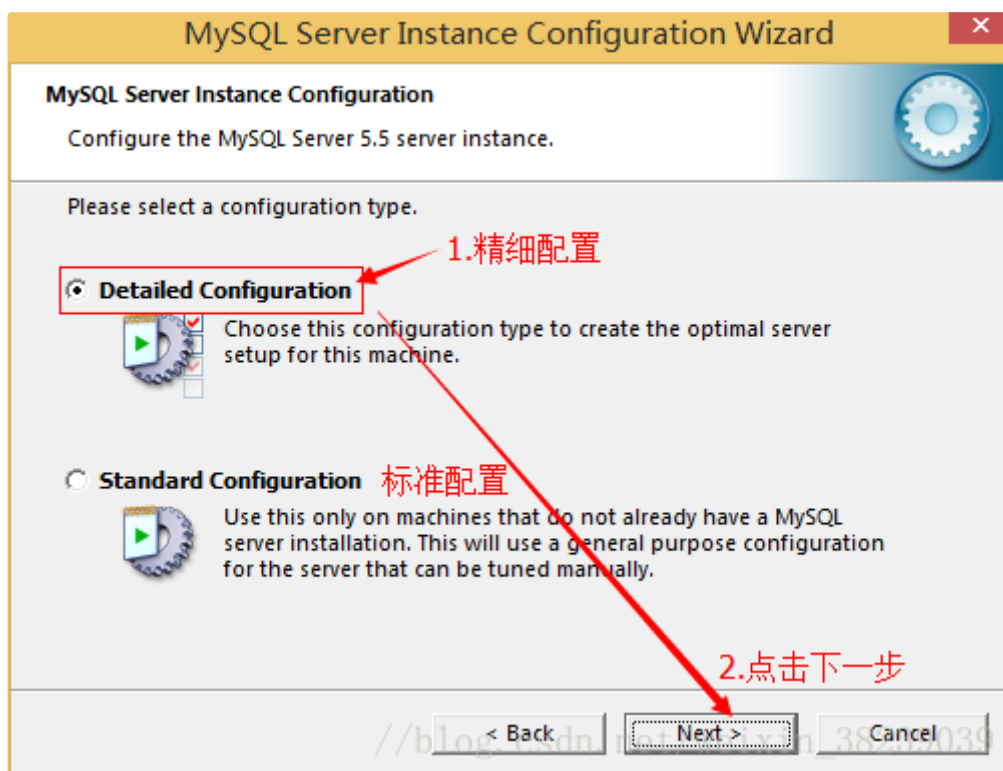 MySQL Server Instance Configuration Wizard
MySQL Server Instance Configuration
Configure the MySQL Server 5.5 server instance.
Please select a configuration type.
1.精细配置
Detailed Configuration
Choose this configuration type to create the optimal server
setup for this machine.
Standard Configuration 标准配置
Use this only on machines that do not already have a MySQL
server installation. This will use a general purpose configuration
for the server that can be tuned manually.
2.点击下一步
< Back Next > Cancel